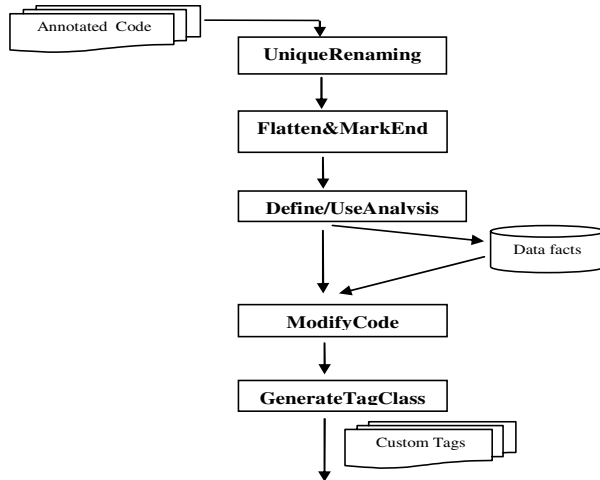 Annotated Code
UniqueRenaming
Flatten&MarkEnd
Define/UseAnalysis
Data facts
ModifyCode
GenerateTagClass
Custom Tags